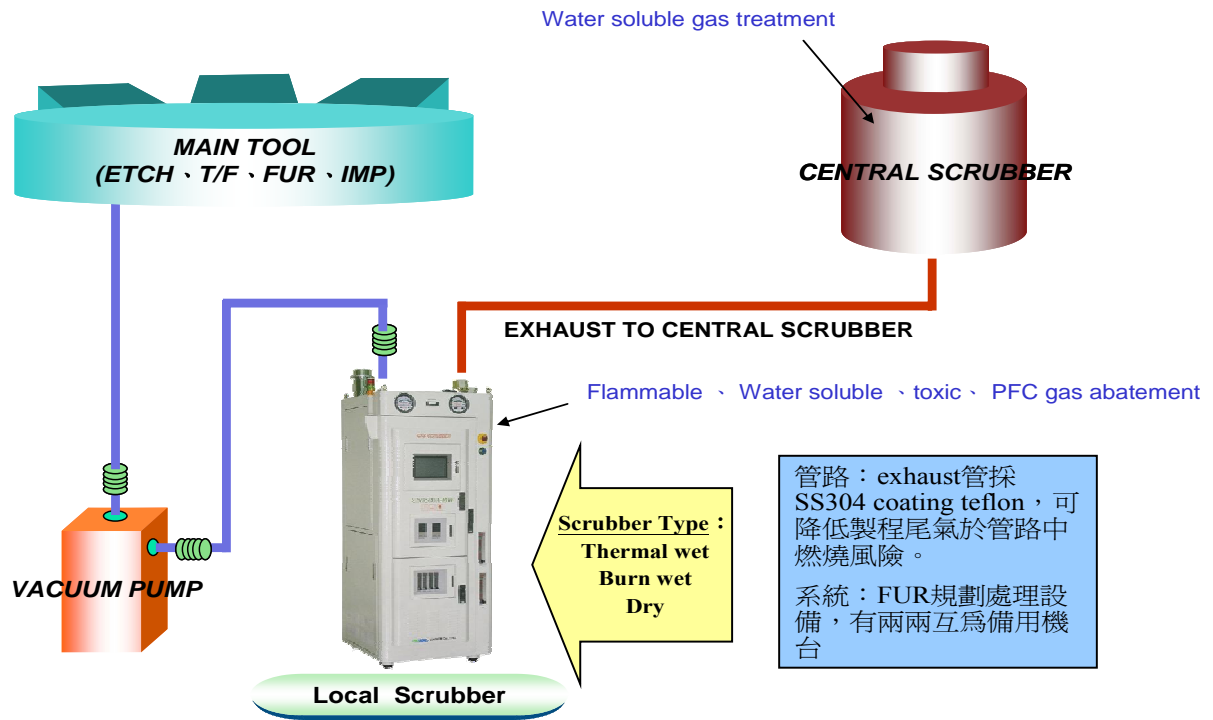 Water soluble gas treatment
MAIN TOOL
(ETCH、T/F、FUR、IMP)
CENTRAL SCRUBBER
EXHAUST TO CENTRAL SCRUBBER
Flammable 、 Water soluble 、toxic、 PFC gas abatement
Scrubber Type：
Thermal wet
Burn wet
Dry
管路：exhaust管採
SS304 coating teflon，可
降低製程尾氣於管路中
燃燒風險。
系統：FUR規劃處理設
備，有兩兩互為備用機
台
VACUUM PUMP
Local Scrubber